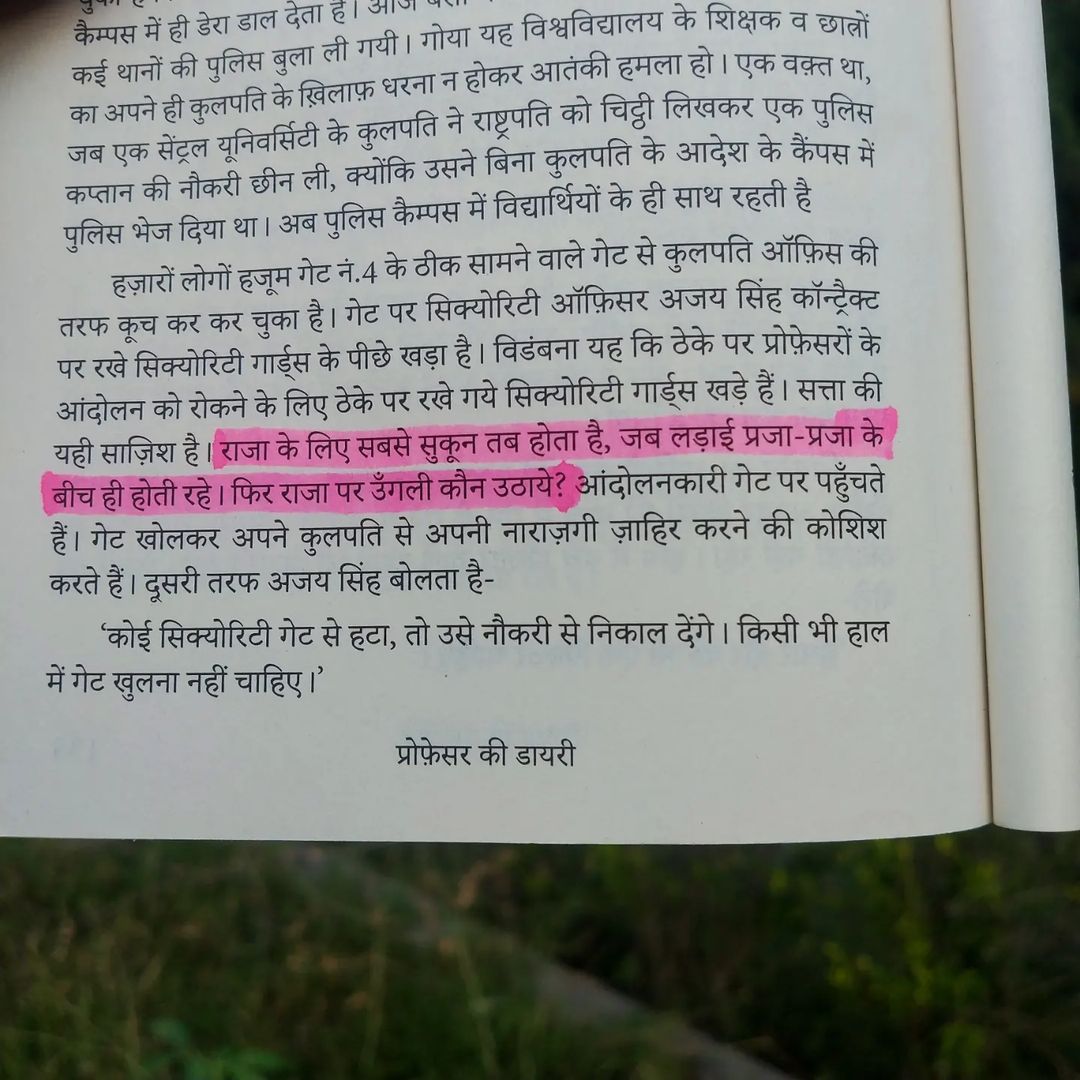 कैम्पस में ही डेरा डाल देता है। आज
कई थानों की पुलिस बुला ली गयी। गोया यह विश्वविद्यालय के शिक्षक व छात्रों
का अपने ही कुलपति के ख़िलाफ़ धरना न होकर आतंकी हमला हो। एक वक़्त था,
जब एक सेंट्रल यूनिवर्सिटी के कुलपति ने राष्ट्रपति को चिट्ठी लिखकर एक पुलिस
कप्तान की नौकरी छीन ली, क्योंकि उसने बिना कुलपति के आदेश के कैंपस में
पुलिस भेज दिया था। अब पुलिस कैम्पस में विद्यार्थियों के ही साथ रहती है
हज़ारों लोगों हजूम गेट नं.4 के ठीक सामने वाले गेट से कुलपति ऑफ़िस की
तरफ कूच कर कर चुका है। गेट पर सिक्योरिटी ऑफ़िसर अजय सिंह कॉन्ट्रैक्ट
पर रखे सिक्योरिटी गार्ड्स के पीछे खड़ा है। विडंबना यह कि ठेके पर प्रोफ़ेसरों के
आंदोलन को रोकने के लिए ठेके पर रखे गये सिक्योरिटी गार्ड्स खड़े हैं। सत्ता की
यही साज़िश है। राजा के लिए सबसे सुकून तब होता है, जब लड़ाई प्रजा-प्रजा के
बीच ही होती रहे। फिर राजा पर उँगली कौन उठाये? आंदोलनकारी गेट पर पहुँचते
हैं। गेट खोलकर अपने कुलपति से अपनी नाराज़गी ज़ाहिर करने की कोशिश
करते हैं। दूसरी तरफ अजय सिंह बोलता है-
‘कोई सिक्योरिटी गेट से हटा, तो उसे नौकरी से निकाल देंगे। किसी भी हाल
में गेट खुलना नहीं चाहिए।’
प्रोफ़ेसर की डायरी